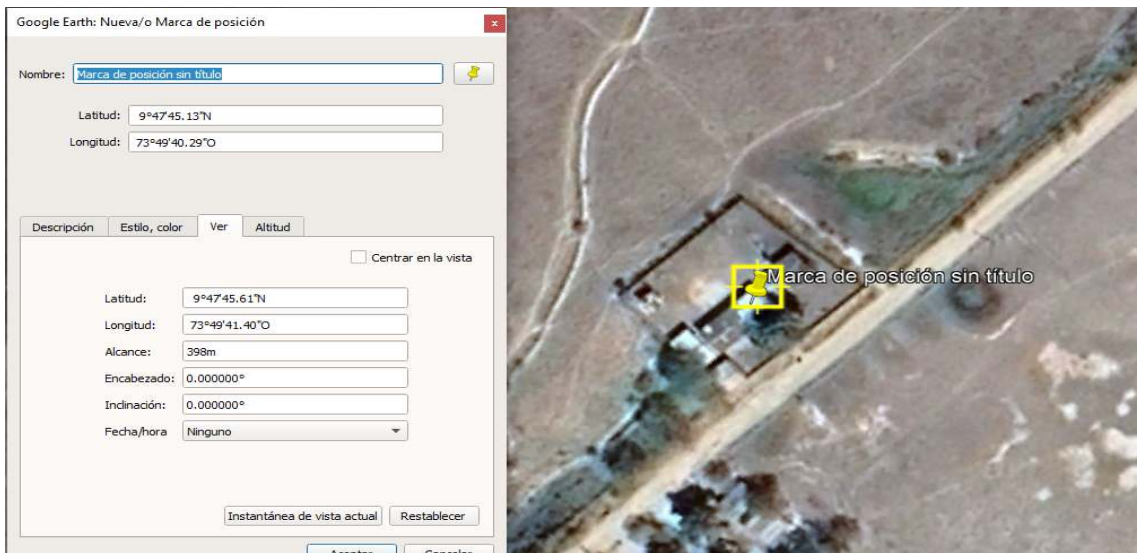 Google Earth: Nueva/o Marca de posición
x
Nombre: Marca de posición sin título
Latitud: 9°47'45.13"N
Longitud: 73°49'40.29"O
Descripción Estilo, color Ver Altitud
Centrar en la vista
Latitud: 9°47'45.61"N
Longitud: 73°49'41.40"O
Alcance: 398m
Encabezado: 0.000000°
Inclinación: 0.000000°
Fecha/hora Ninguno
Instantánea de vista actual Restablecer
Aceptar Cancelar
Marca de posición sin título